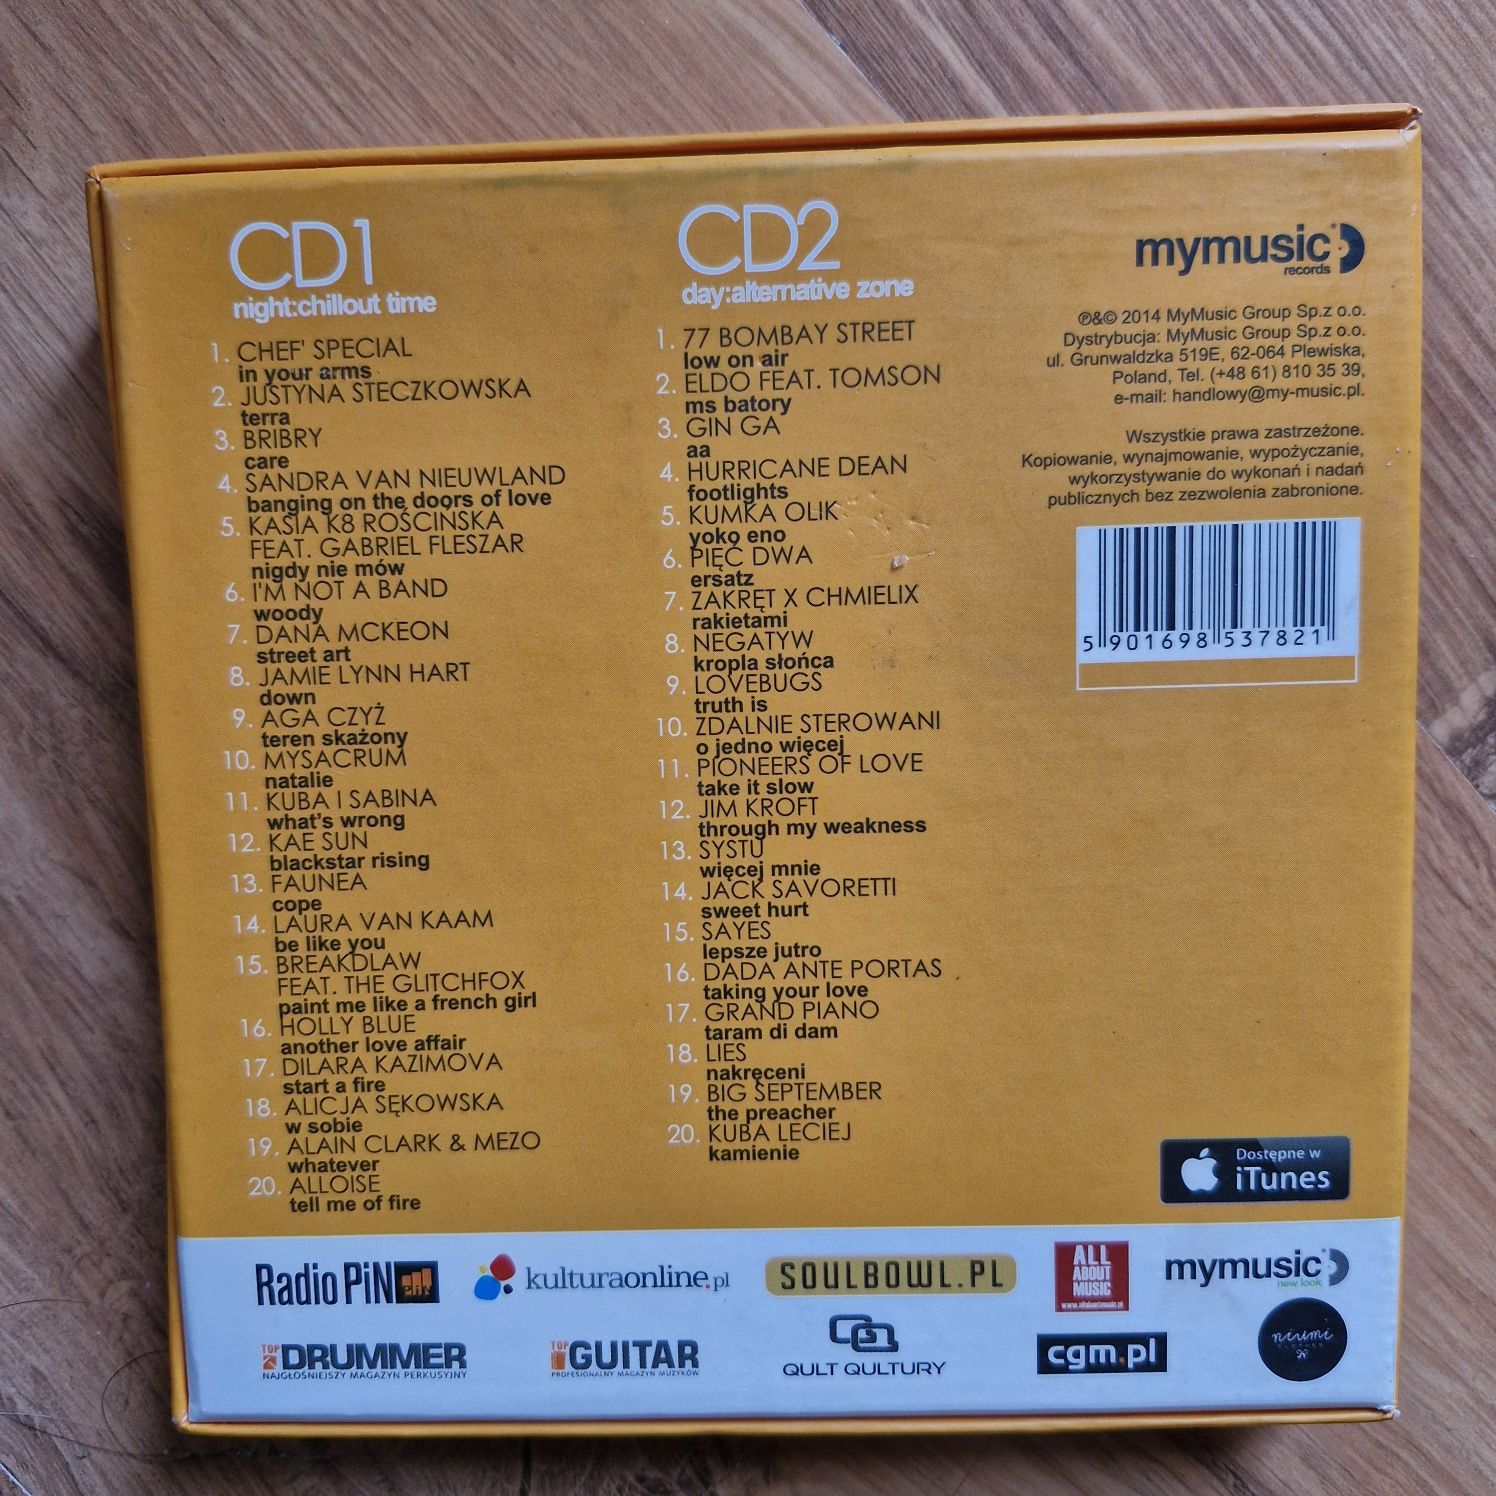 CD1
night:chillout time
1. CHEF' SPECIAL
in your arms
2. JUSTYNA STECZKOWSKA
terra
3. BRIBRY
care
4. SANDRA VAN NIEUWLAND
banging on the doors of love
5. KASIA K8 ROŚCIŃSKA
FEAT. GABRIEL FLESZAR
nigdy nie mów
6. I'M NOT A BAND
woody
7. DANA MCKEON
street art
8. JAMIE LYNN HART
down
9. AGA CZYŻ
teren skażony
10. MYSACRUM
natalie
11. KUBA I SABINA
what's wrong
12. KAE SUN
blackstar rising
13. FAUNEA
cope
14. LAURA VAN KAAM
be like you
15. BREAKDLAW
FEAT. THE GLITCHFOX
paint me like a french girl
16. HOLLY BLUE
another love affair
17. DILARA KAZIMOVA
start a fire
18. ALICJA SĘKOWSKA
w sobie
19. ALAIN CLARK & MEZO
whatever
20. ALLOISE
tell me of fire
CD2
day:alternative zone
1. 77 BOMBAY STREET
low on air
2. ELDO FEAT. TOMSON
ms batory
3. GIN GA
aa
4. HURRICANE DEAN
footlights
5. KUMKA OLIK
yoko eno
6. PIĘĆ DWA
ersatz
7. ZAKRĘT X CHMIELIX
rakietami
8. NEGATYW
kropla słońca
9. LOVEBUGS
truth is
10. ZDALNIE STEROWANI
o jedno więcej
11. PIONEERS OF LOVE
take it slow
12. JIM KROFT
through my weakness
13. SYSTU
więcej mnie
14. JACK SAVORETTI
sweet hurt
15. SAYES
lepsze jutro
16. DADA ANTE PORTAS
taking your love
17. GRAND PIANO
taram di dam
18. LIES
nakręceni
19. BIG SEPTEMBER
the preacher
20. KUBA LECIEJ
kamienie
mymusic
records
℗&© 2014 MyMusic Group Sp.z o.o.
Dystrybucja: MyMusic Group Sp.z o.o.
ul. Grunwaldzka 519E, 62-064 Plewiska,
Poland, Tel. (+48 61) 810 35 39,
e-mail: handlowy@my-music.pl.
Wszystkie prawa zastrzeżone.
Kopiowanie, wynajmowanie, wypożyczanie,
wykorzystywanie do wykonań i nadań
publicznych bez zezwolenia zabronione.
5 901698 537821
Dostępne w
iTunes
Radio PiN
kulturaonline.pl
SOULBOWL.PL
ALL
ABOUT
MUSIC
www.allaboutmusic.pl
mymusic
new look
TOP DRUMMER
NAJGŁOŚNIEJSZY MAGAZYN PERKUSYJNY
TOP GUITAR
PROFESJONALNY MAGAZYN MUZYKÓW
QULT QULTURY
cgm.pl
niumi